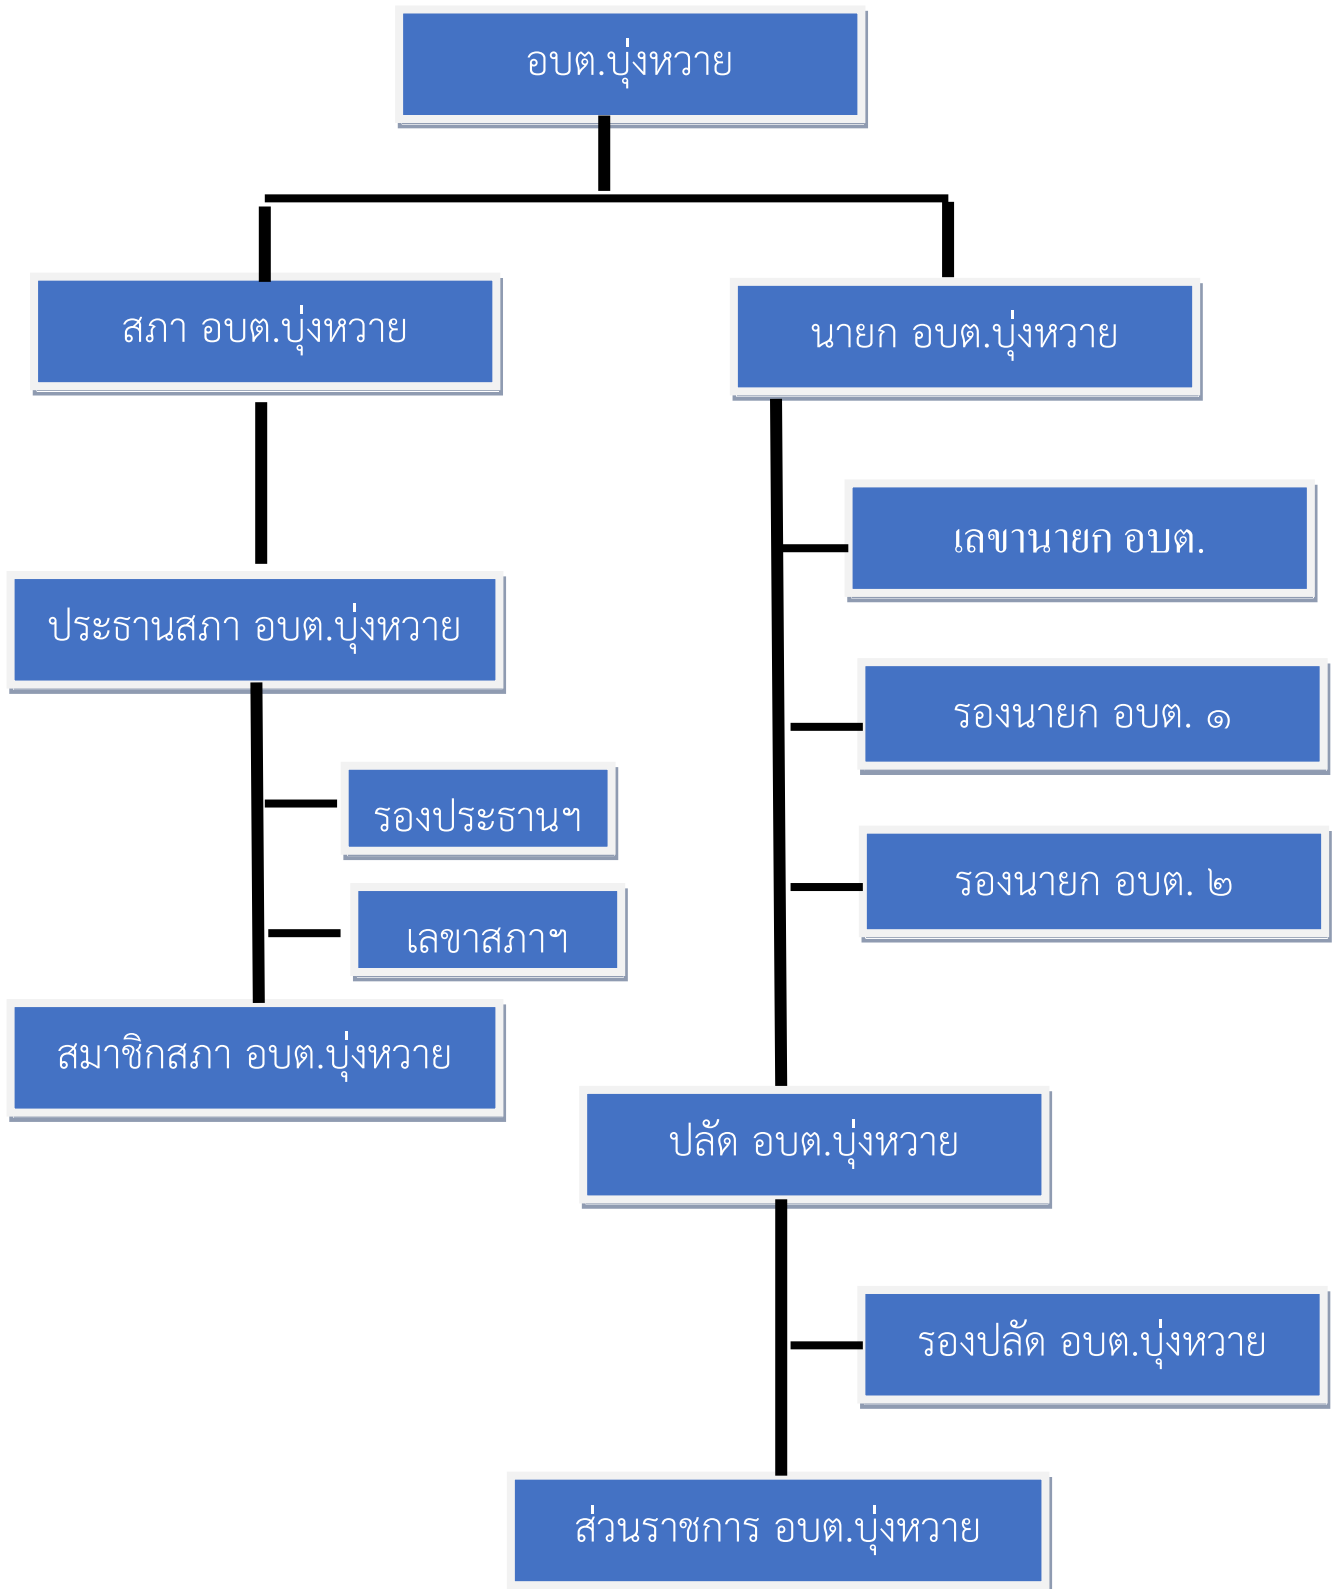 อบต.บุ่งหวาย
สภา อบต.บุ่งหวาย
นายก อบต.บุ่งหวาย
เลขานายก อบต.
ประธานสภา อบต.บุ่งหวาย
รองนายก อบต. ๑
รองประธานฯ
รองนายก อบต. ๒
เลขาสภาฯ
สมาชิกสภา อบต.บุ่งหวาย
ปลัด อบต.บุ่งหวาย
รองปลัด อบต.บุ่งหวาย
ส่วนราชการ อบต.บุ่งหวาย